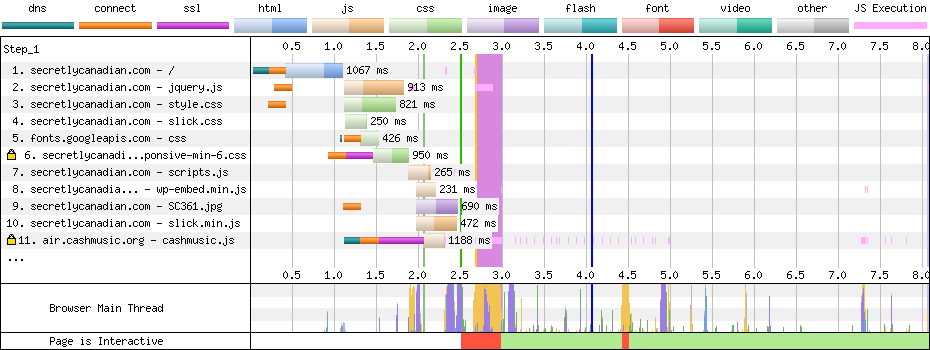 dns connect ssl html js css image flash font video other JS Execution
Step_1 0.5 1.0 1.5 2.0 2.5 3.0 3.5 4.0 4.5 5.0 5.5 6.0 6.5 7.0 7.5 8.0
1. secretlycanadian.com - / 1067 ms
2. secretlycanadian.com - jquery.js 913 ms
3. secretlycanadian.com - style.css 821 ms
4. secretlycanadian.com - slick.css 250 ms
5. fonts.googleapis.com - css 426 ms
6. secretlycanadi...ponsive-min-6.css 950 ms
7. secretlycanadian.com - scripts.js 265 ms
8. secretlycanadia... - wp-embed.min.js 231 ms
9. secretlycanadian.com - SC361.jpg 690 ms
10. secretlycanadian.com - slick.min.js 472 ms
11. air.cashmusic.org - cashmusic.js 1188 ms
...
0.5 1.0 1.5 2.0 2.5 3.0 3.5 4.0 4.5 5.0 5.5 6.0 6.5 7.0 7.5 8.0
Browser Main Thread
Page is Interactive